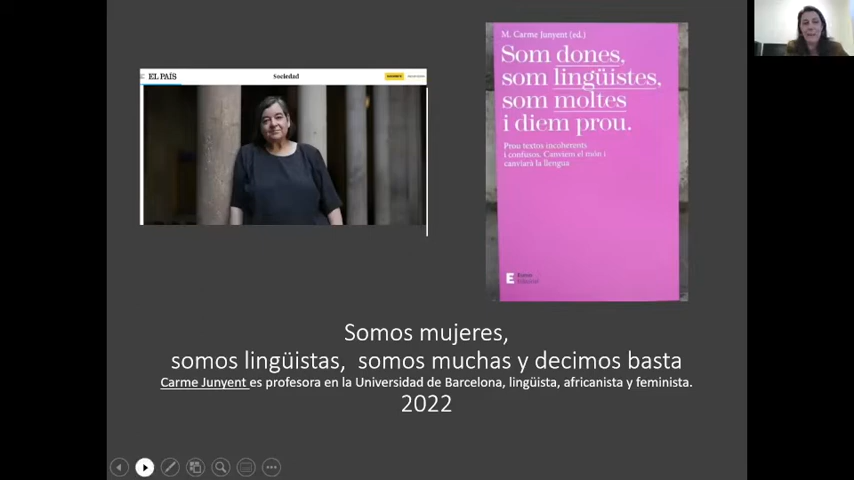 EL PAÍS
Sociedad
M. Carme Junyent (ed.)
Som dones,
som lingüistes,
som moltes
i diem prou.
Prou textos incoherents
i confusos. Canviem el món i
canviarà la llengua
E
Eumo
Editorial
Somos mujeres,
somos lingüistas, somos muchas y decimos basta
Carme Junyent es profesora en la Universidad de Barcelona, lingüista, africanista y feminista.
2022